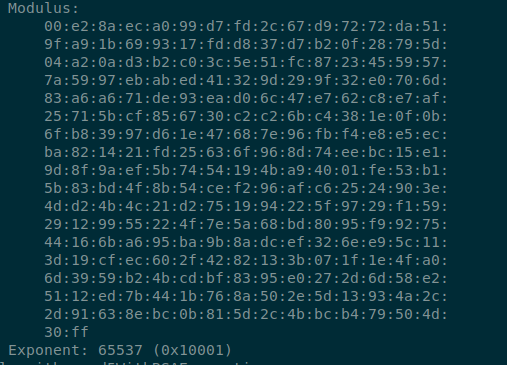 Modulus:
00:e2:8a:ec:a0:99:d7:fd:2c:67:d9:72:72:da:51:
9f:a9:1b:69:93:17:fd:d8:37:d7:b2:0f:28:79:5d:
04:a2:0a:d3:b2:c0:3c:5e:51:fc:87:23:45:59:57:
7a:59:97:eb:ab:ed:41:32:9d:29:9f:32:e0:70:6d:
83:a6:a6:71:de:93:ea:d0:6c:47:e7:62:c8:e7:af:
25:71:5b:cf:85:67:30:c2:c2:6b:c4:38:1e:0f:0b:
6f:b8:39:97:d6:1e:47:68:7e:96:fb:f4:e8:e5:ec:
ba:82:14:21:fd:25:63:6f:96:8d:74:ee:bc:15:e1:
9d:8f:9a:ef:5b:74:54:19:4b:a9:40:01:fe:53:b1:
5b:83:bd:4f:8b:54:ce:f2:96:af:c6:25:24:90:3e:
4d:d2:4b:4c:21:d2:75:19:94:22:5f:97:29:f1:59:
29:12:99:55:22:4f:7e:5a:68:bd:80:95:f9:92:75:
44:16:6b:a6:95:ba:9b:8a:dc:ef:32:6e:e9:5c:11:
3d:19:cf:ec:60:2f:42:82:13:3b:07:1f:1e:4f:a0:
6d:39:59:b2:4b:cd:bf:83:95:e0:27:2d:6d:58:e2:
51:12:ed:7b:44:1b:76:8a:50:2e:5d:13:93:4a:2c:
2d:91:63:8e:bc:0b:81:5d:2c:4b:bc:b4:79:50:4d:
30:ff
Exponent: 65537 (0x10001)